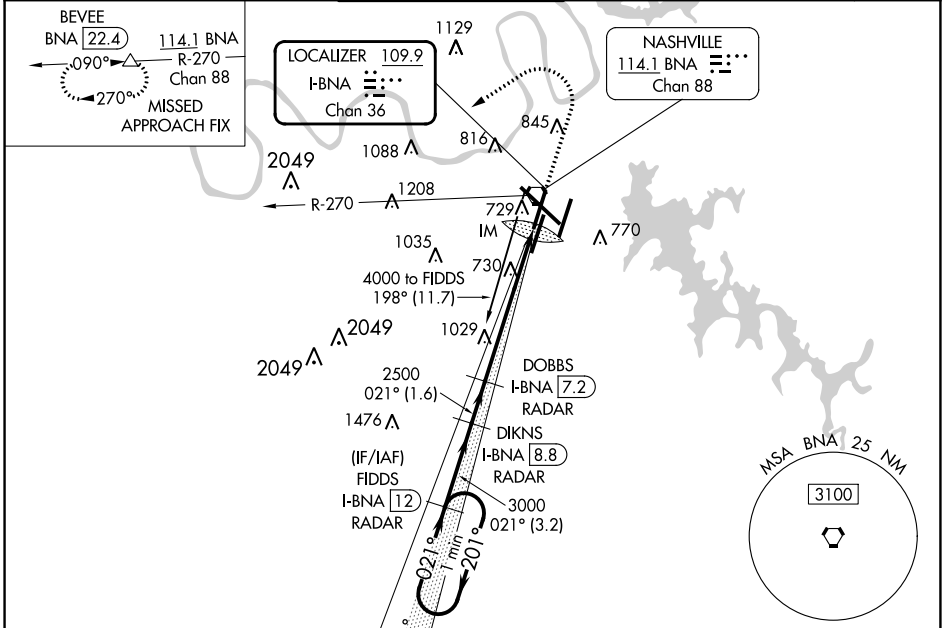 BEVEE
BNA 22.4
114.1 BNA
090°
R-270
Chan 88
270°
MISSED
APPROACH FIX
LOCALIZER 109.9
I-BNA
Chan 36
1129
NASHVILLE
114.1 BNA
Chan 88
845
816
1088
2049
1208
R-270
729
IM
770
1035
730
4000 to FIDDS
198° (11.7)
1029
2049
2049
2500
021° (1.6)
DOBBS
I-BNA 7.2
RADAR
1476
DIKNS
I-BNA 8.8
RADAR
(IF/IAF)
FIDDS
I-BNA 12
RADAR
3000
021° (3.2)
021°
1 min
201°
MSA BNA 25 NM
3100